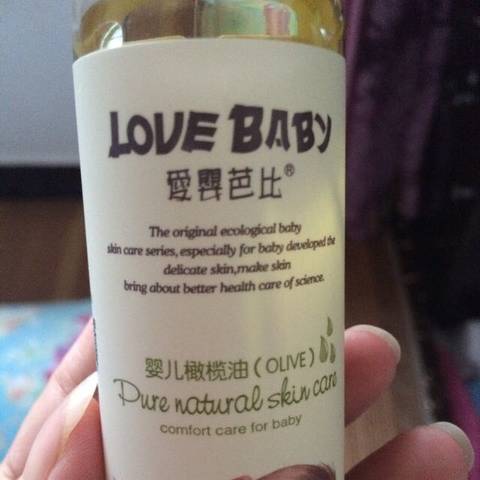 LOVE BABY
愛嬰芭比®
The original ecological baby
skin care series, especially for baby developed the
delicate skin,make skin
bring about better health care of science.
婴儿橄榄油（OLIVE）
Pure natural skin care
comfort care for baby